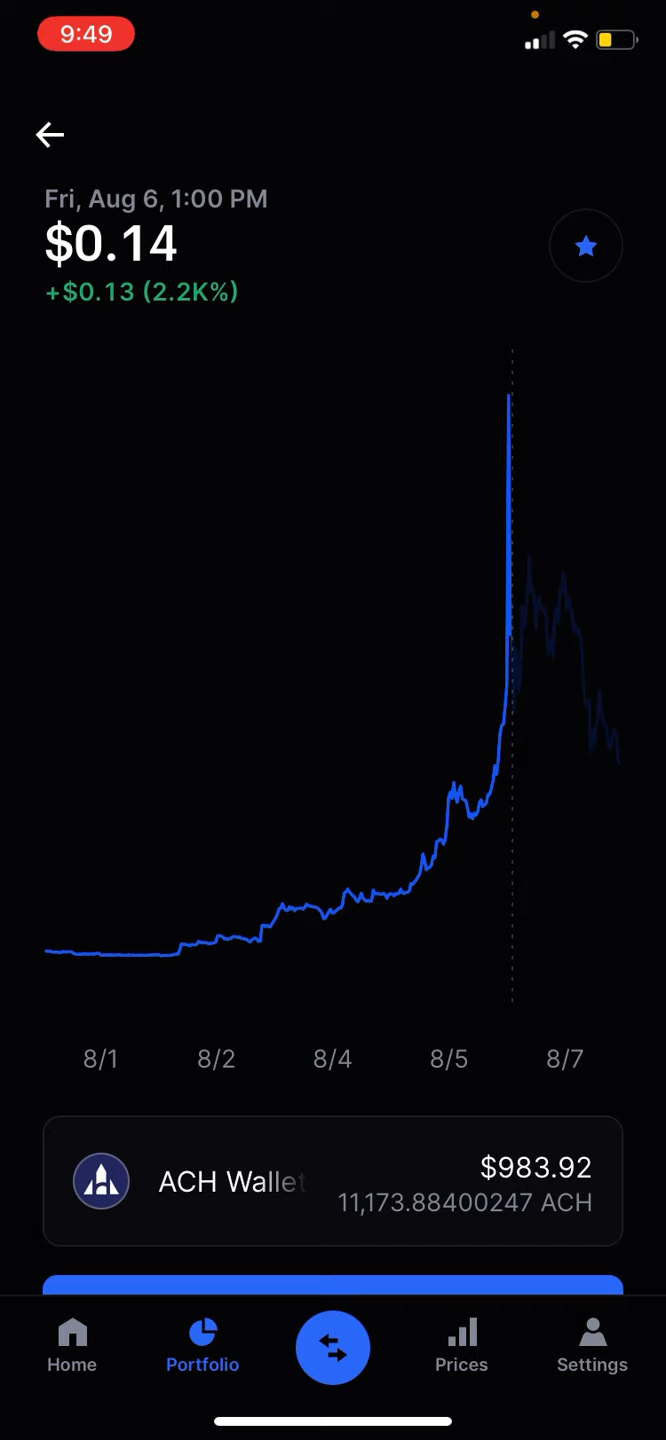 9:49
Fri, Aug 6, 1:00 PM
$0.14
+$0.13 (2.2K%)
8/1 8/2 8/4 8/5 8/7
ACH Wallet
$983.92
11,173.88400247 ACH
Home Portfolio Prices Settings